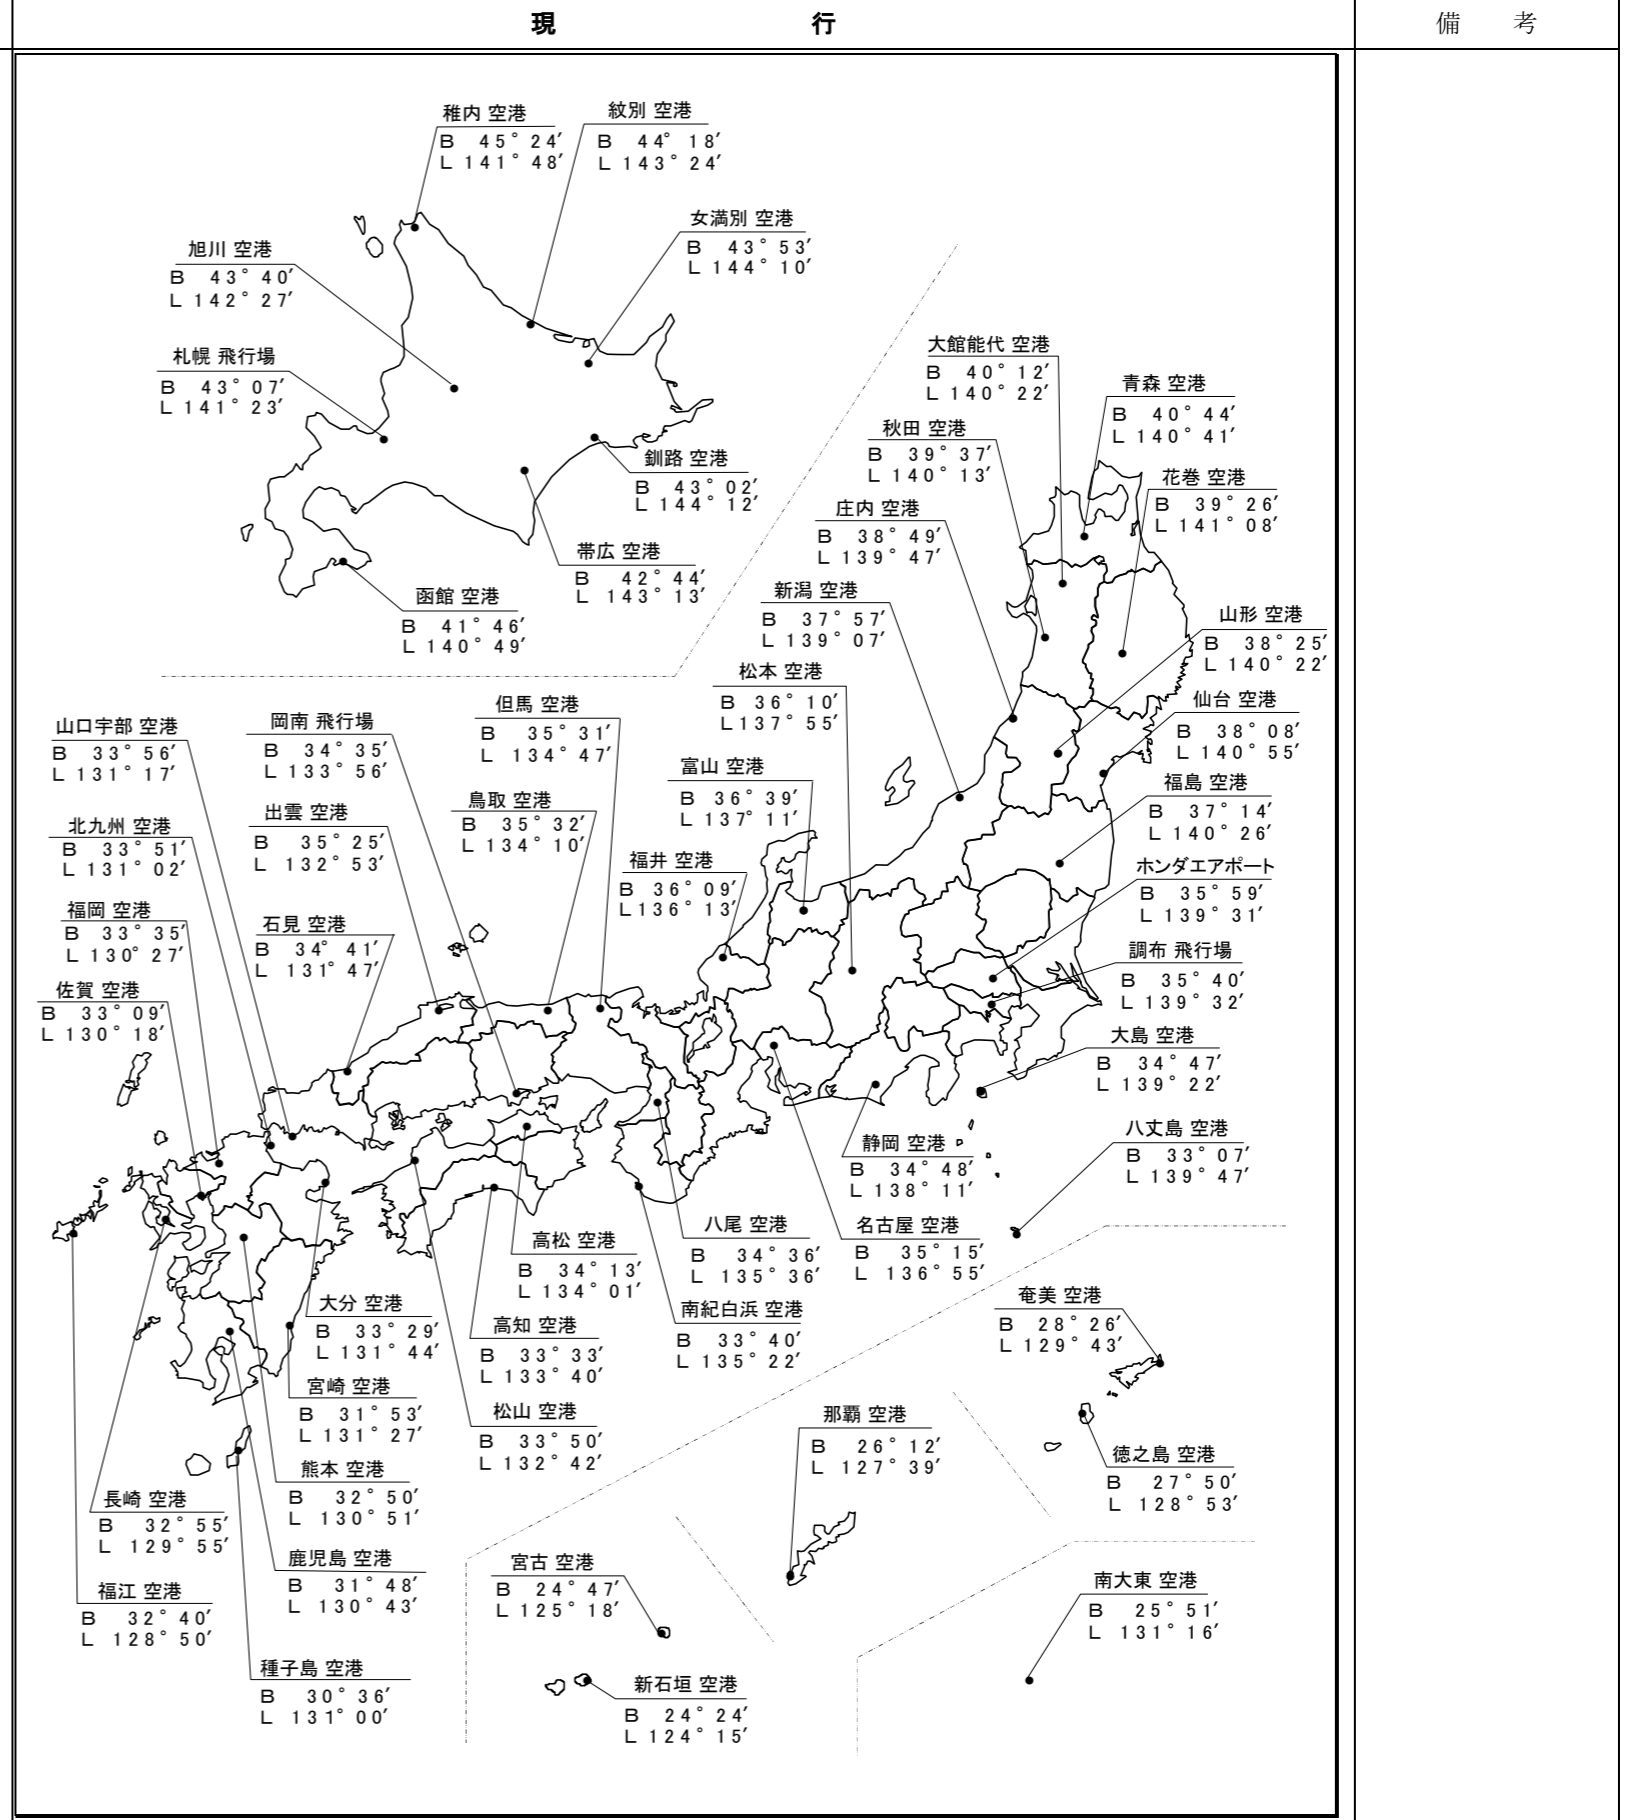 現 行
備 考
稚内 空港
B 45°24′
L 141°48′
紋別 空港
B 44°18′
L 143°24′
女満別 空港
B 43°53′
L 144°10′
旭川 空港
B 43°40′
L 142°27′
札幌 飛行場
B 43°07′
L 141°23′
釧路 空港
B 43°02′
L 144°12′
帯広 空港
B 42°44′
L 143°13′
函館 空港
B 41°46′
L 140°49′
大館能代 空港
B 40°12′
L 140°22′
青森 空港
B 40°44′
L 140°41′
秋田 空港
B 39°37′
L 140°13′
花巻 空港
B 39°26′
L 141°08′
庄内 空港
B 38°49′
L 139°47′
新潟 空港
B 37°57′
L 139°07′
山形 空港
B 38°25′
L 140°22′
松本 空港
B 36°10′
L 137°55′
仙台 空港
B 38°08′
L 140°55′
富山 空港
B 36°39′
L 137°11′
福島 空港
B 37°14′
L 140°26′
福井 空港
B 36°09′
L 136°13′
ホンダエアポート
B 35°59′
L 139°31′
調布 飛行場
B 35°40′
L 139°32′
大島 空港
B 34°47′
L 139°22′
八丈島 空港
B 33°07′
L 139°47′
静岡 空港
B 34°48′
L 138°11′
名古屋 空港
B 35°15′
L 136°55′
八尾 空港
B 34°36′
L 135°36′
南紀白浜 空港
B 33°40′
L 135°22′
但馬 空港
B 35°31′
L 134°47′
鳥取 空港
B 35°32′
L 134°10′
岡南 飛行場
B 34°35′
L 133°56′
出雲 空港
B 35°25′
L 132°53′
石見 空港
B 34°41′
L 131°47′
山口宇部 空港
B 33°56′
L 131°17′
北九州 空港
B 33°51′
L 131°02′
福岡 空港
B 33°35′
L 130°27′
佐賀 空港
B 33°09′
L 130°18′
高松 空港
B 34°13′
L 134°01′
高知 空港
B 33°33′
L 133°40′
松山 空港
B 33°50′
L 132°42′
大分 空港
B 33°29′
L 131°44′
宮崎 空港
B 31°53′
L 131°27′
熊本 空港
B 32°50′
L 130°51′
長崎 空港
B 32°55′
L 129°55′
鹿児島 空港
B 31°48′
L 130°43′
福江 空港
B 32°40′
L 128°50′
種子島 空港
B 30°36′
L 131°00′
奄美 空港
B 28°26′
L 129°43′
徳之島 空港
B 27°50′
L 128°53′
那覇 空港
B 26°12′
L 127°39′
宮古 空港
B 24°47′
L 125°18′
新石垣 空港
B 24°24′
L 124°15′
南大東 空港
B 25°51′
L 131°16′